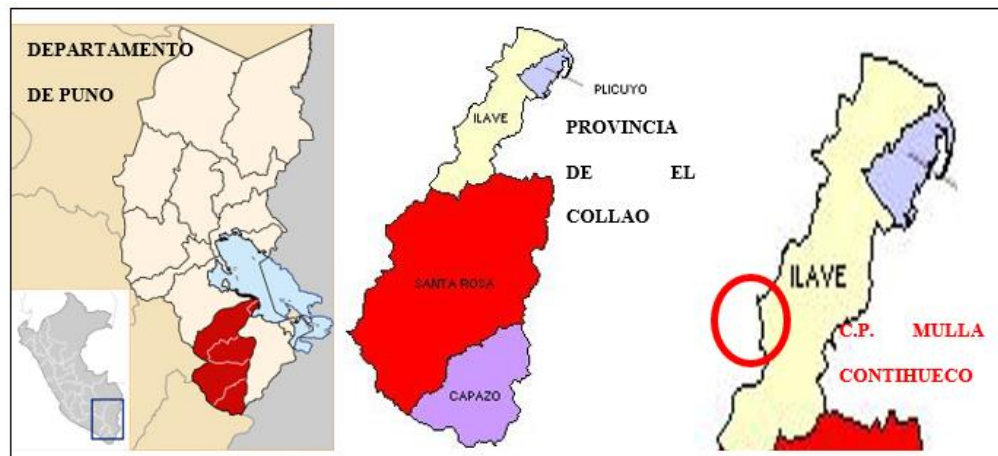 DEPARTAMENTO
DE PUNO
PLICUYO
ILAVE
PROVINCIA
DE EL
COLLAO
SANTA ROSA
CAPAZO
ILAVE
C.P. MULLA
CONTIHUECO